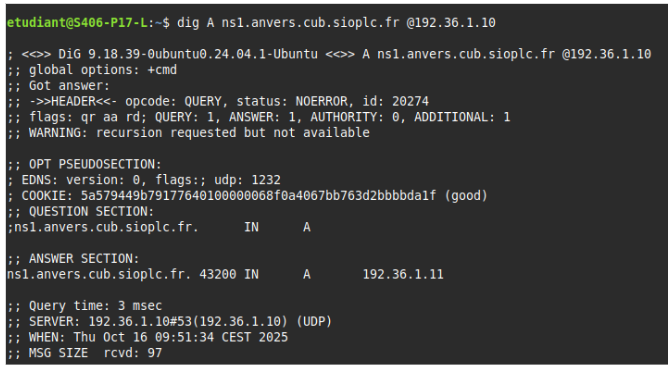 etudiant@S406-P17-L:~$ dig A ns1.anvers.cub.sioplc.fr @192.36.1.10
; <<>> DiG 9.18.39-0ubuntu0.24.04.1-Ubuntu <<>> A ns1.anvers.cub.sioplc.fr @192.36.1.10
;; global options: +cmd
;; Got answer:
;; ->>HEADER<<- opcode: QUERY, status: NOERROR, id: 20274
;; flags: qr aa rd; QUERY: 1, ANSWER: 1, AUTHORITY: 0, ADDITIONAL: 1
;; WARNING: recursion requested but not available
;; OPT PSEUDOSECTION:
; EDNS: version: 0, flags:; udp: 1232
; COOKIE: 5a579449b79177640100000068f0a4067bb763d2bbbbda1f (good)
;; QUESTION SECTION:
;ns1.anvers.cub.sioplc.fr. IN A
;; ANSWER SECTION:
ns1.anvers.cub.sioplc.fr. 43200 IN A 192.36.1.11
;; Query time: 3 msec
;; SERVER: 192.36.1.10#53(192.36.1.10) (UDP)
;; WHEN: Thu Oct 16 09:51:34 CEST 2025
;; MSG SIZE rcvd: 97